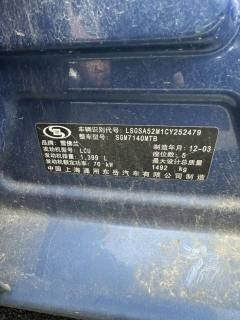 车辆识别代号: LSGSA52M1CY252479
整车型号: SGM7140MTB
品牌: 雪佛兰 制造年月: 12-03
发动机型号: LCU 座位数: 5
发动机排量: 1.399 L 最大设计总质量
发动机额定功率: 76 kW 1492 kg
中国上海通用东岳汽车有限公司